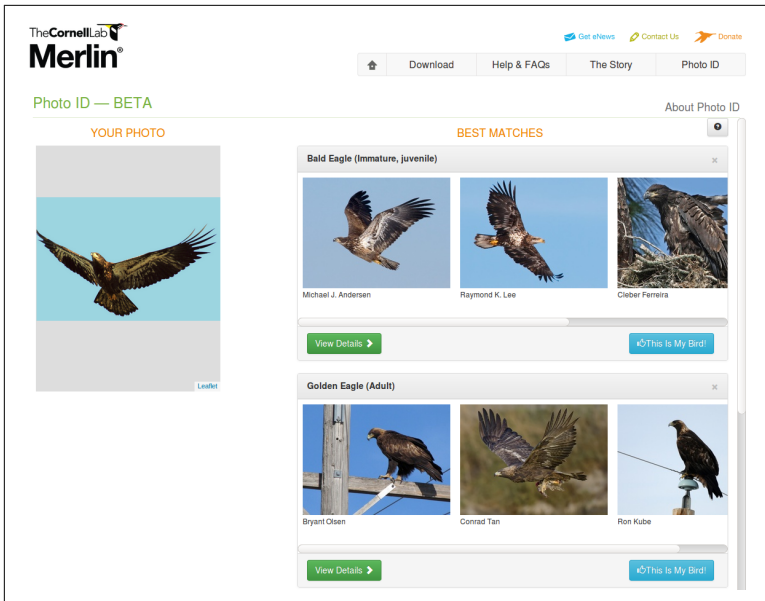 TheCornellLab
Merlin®
Get eNews
Contact Us
Donate
Download
Help & FAQs
The Story
Photo ID
Photo ID — BETA
About Photo ID
YOUR PHOTO
BEST MATCHES
Leaflet
Bald Eagle (Immature, juvenile)
Michael J. Andersen
Raymond K. Lee
Cleber Ferreira
View Details
This Is My Bird!
Golden Eagle (Adult)
Bryant Olsen
Conrad Tan
Ron Kube
View Details
This Is My Bird!